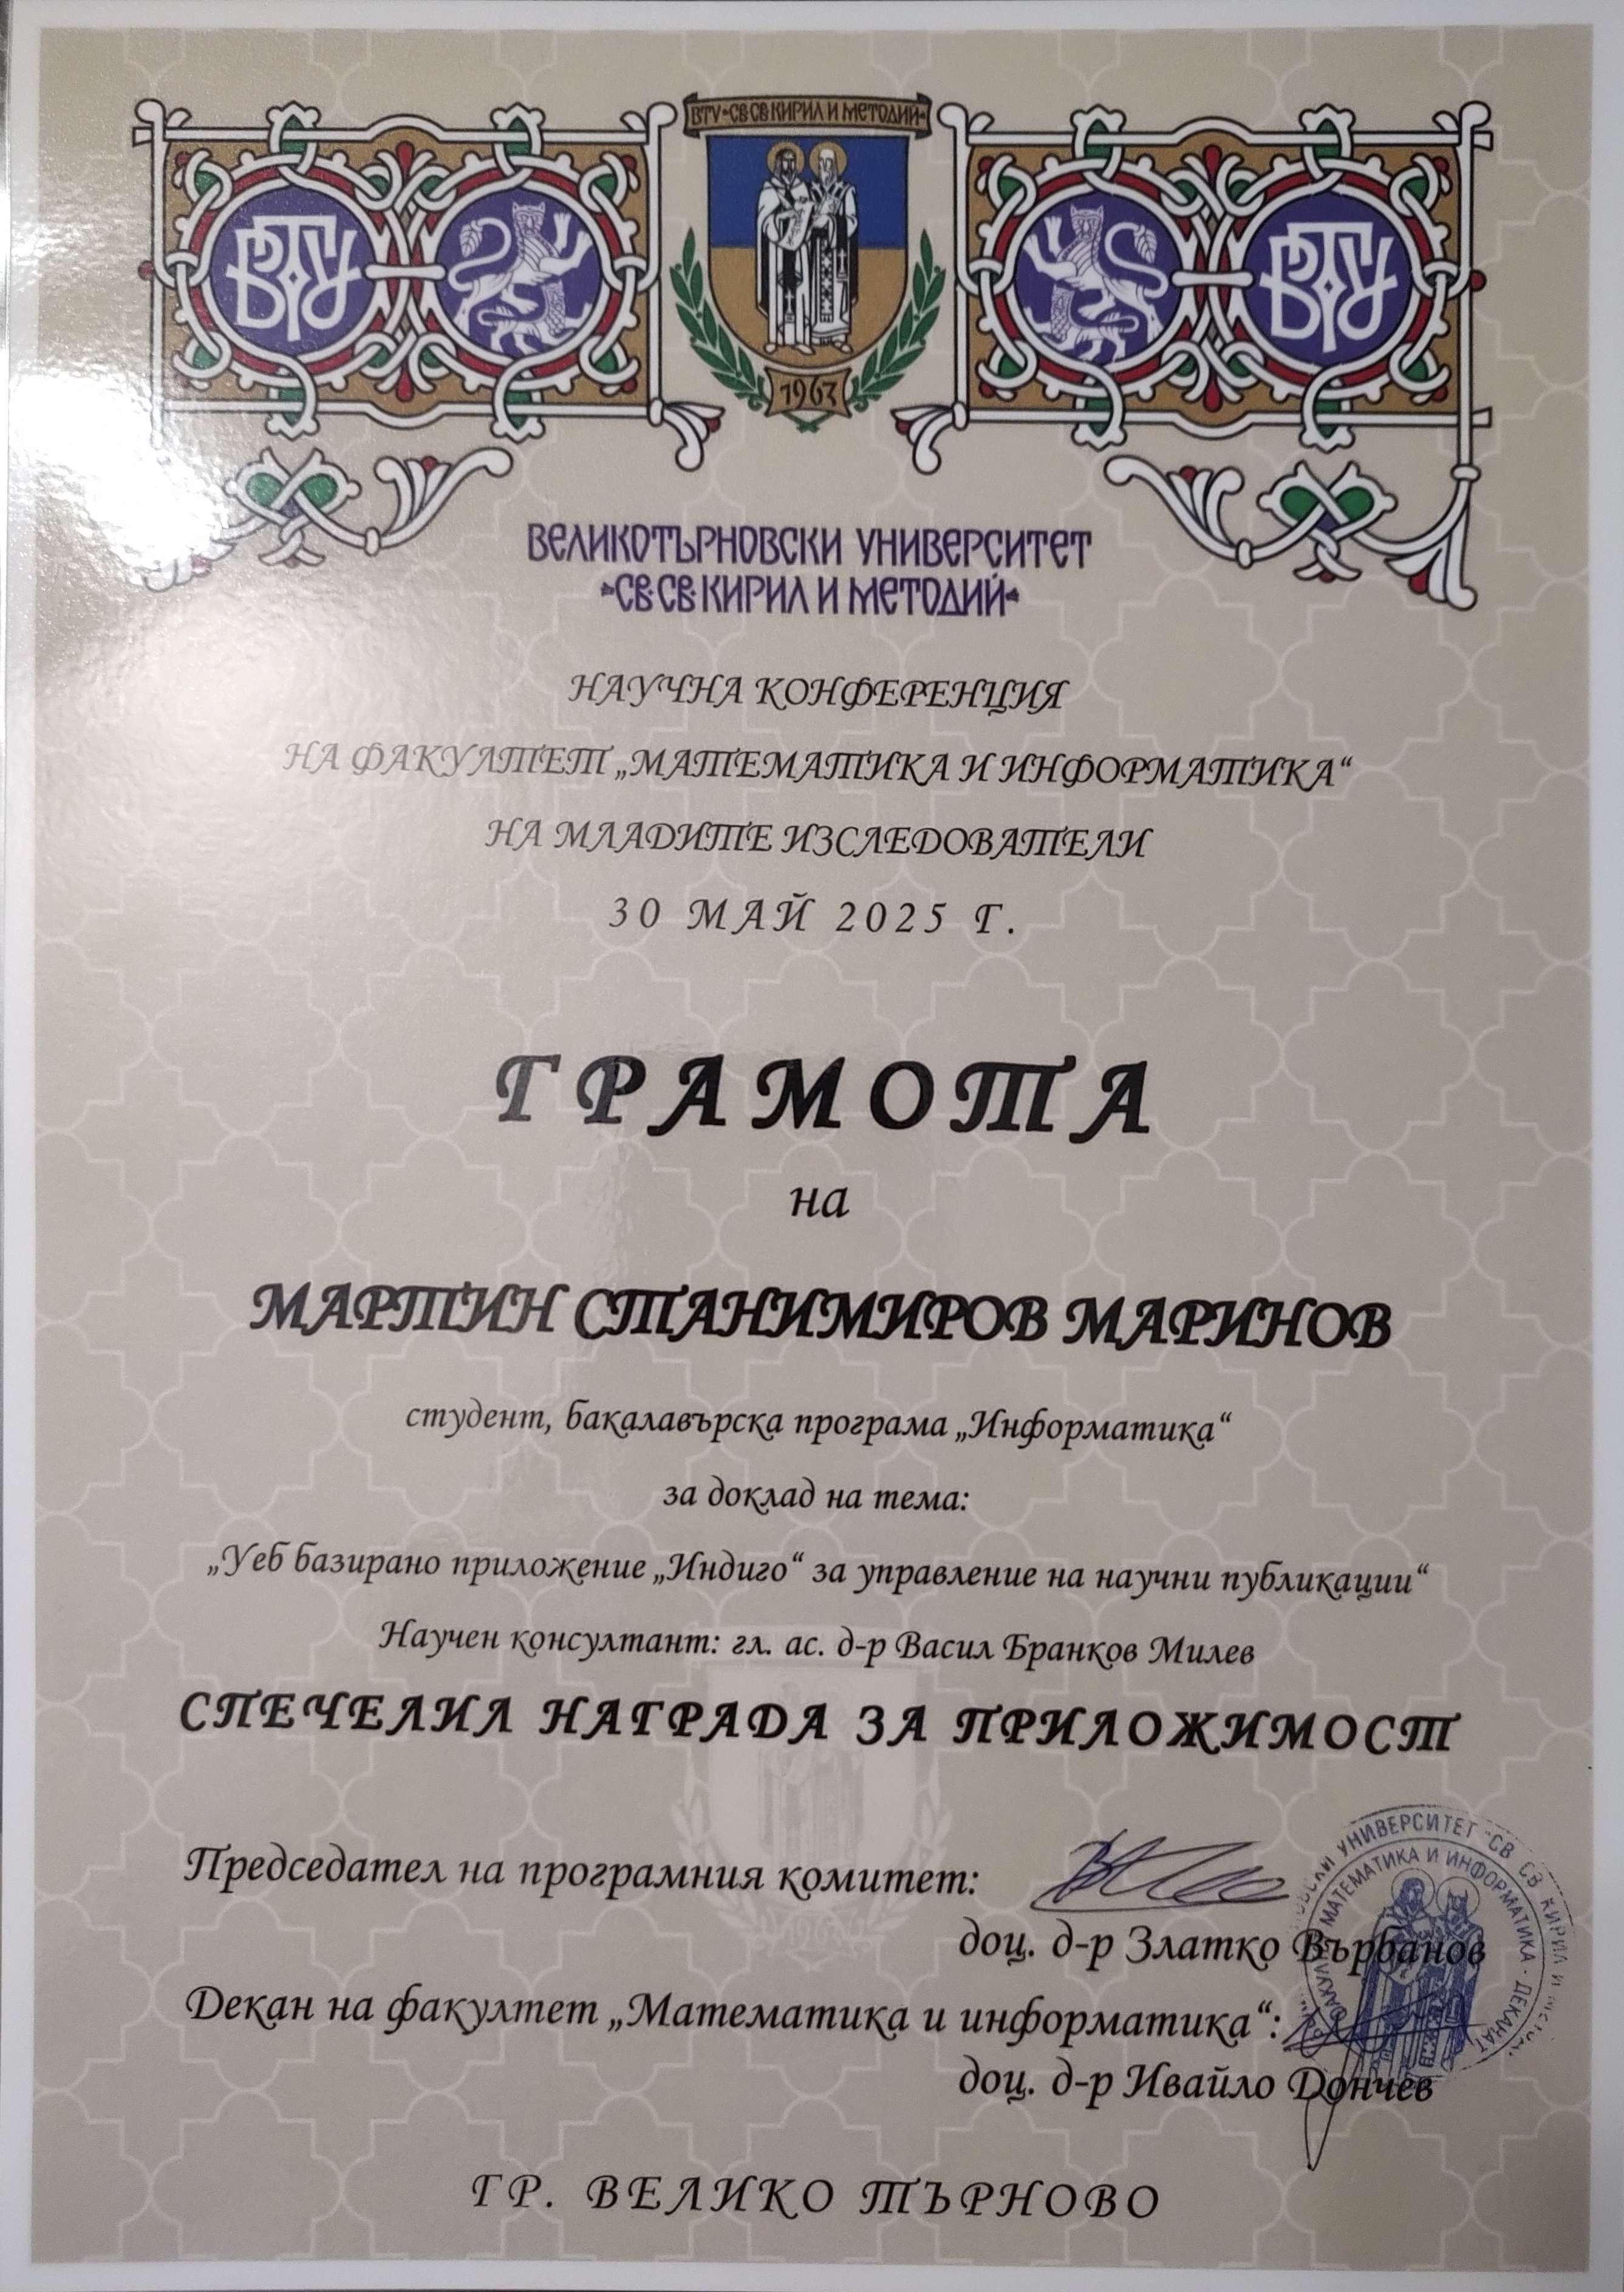 ВТУ «СВ СВ КИРИЛ И МЕТОДИЙ»
ВТУ
ВТУ
1963
ВЕЛИКОТЪРНОВСКИ УНИВЕРСИТЕТ
«СВ. СВ. КИРИЛ И МЕТОДИЙ»
НАУЧНА КОНФЕРЕНЦИЯ
НА ФАКУЛТЕТ „МАТЕМАТИКА И ИНФОРМАТИКА“
НА МЛАДИТЕ ИЗСЛЕДОВАТЕЛИ
30 МАЙ 2025 Г.
ГРАМОТА
на
МАРТИН СТАНИМИРОВ МАРИНОВ
студент, бакалавърска програма „Информатика“
за доклад на тема:
„Уеб базирано приложение „Индиго“ за управление на научни публикации“
Научен консултант: гл. ас. д-р Васил Бранков Милев
СПЕЧЕЛИЛ НАГРАДА ЗА ПРИЛОЖИМОСТ
Председател на програмния комитет:
доц. д-р Златко Върбанов
Декан на факултет „Математика и информатика“:
доц. д-р Ивайло Дончев
УНИВЕРСИТЕТ "СВ. СВ. КИРИЛ И
МАТЕМАТИКА И ИНФОРМАТИКА - ДЕКАНАТ
ГР. ВЕЛИКО ТЪРНОВО